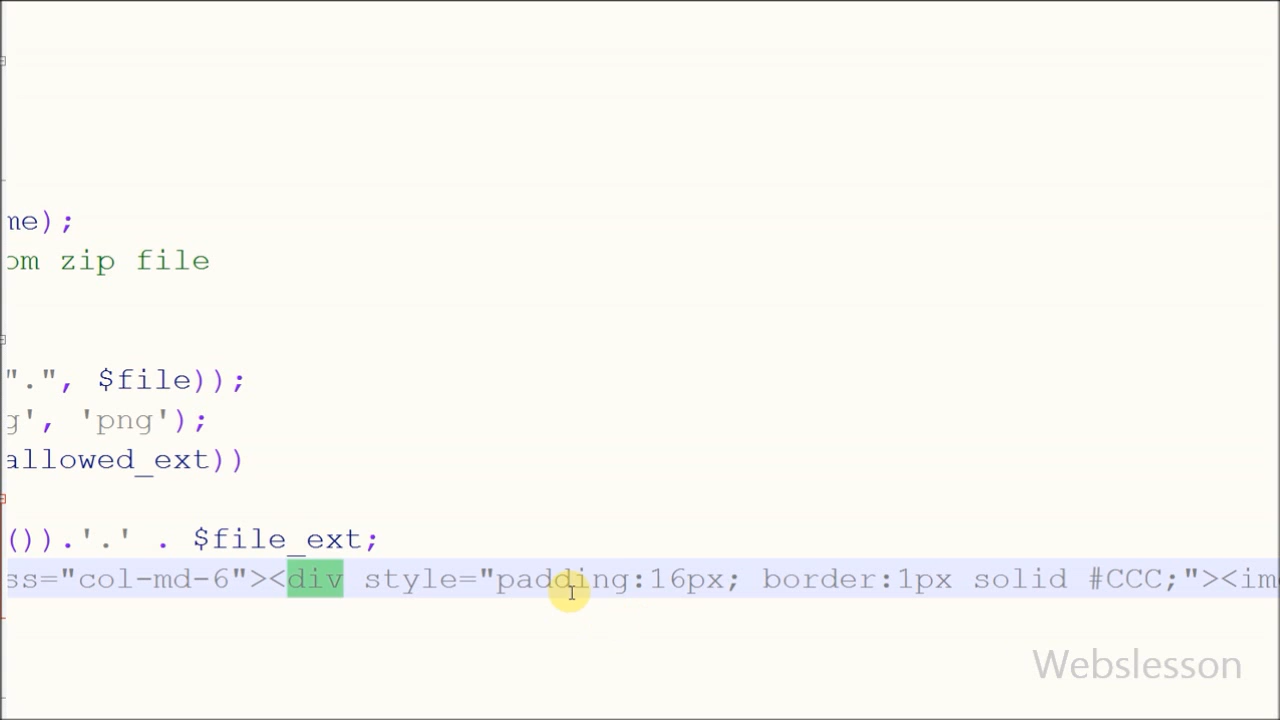 me);
om zip file
".", $file));
g', 'png');
allowed_ext))
()).'.' . $file_ext;
ss="col-md-6"><div style="padding:16px; border:1px solid #CCC;"><im
Webslesson